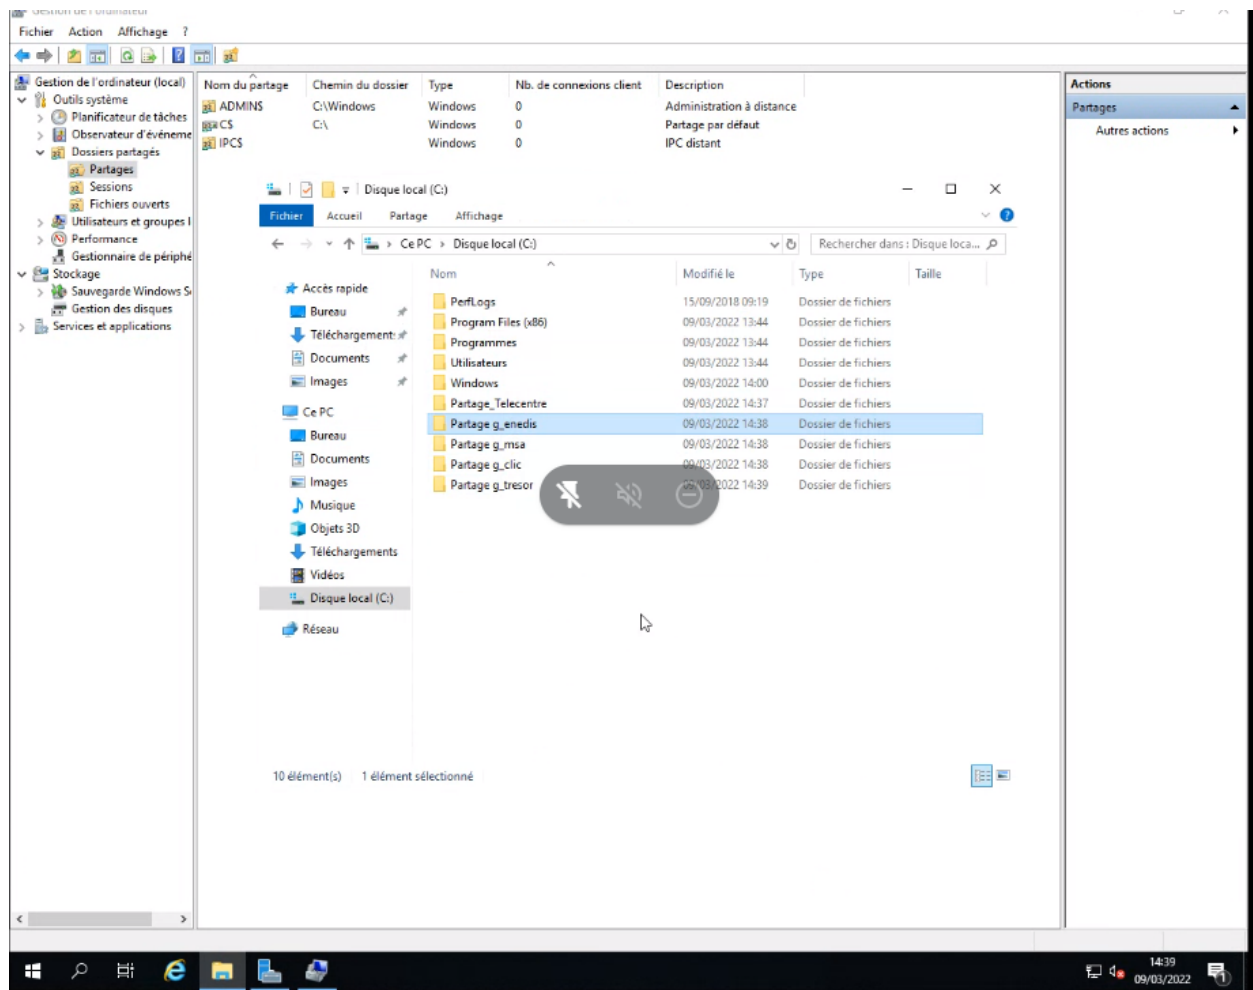 Gestion de l'ordinateur
Fichier Action Affichage ?
Gestion de l'ordinateur (local)
Outils système
Planificateur de tâches
Observateur d'événeme
Dossiers partagés
Partages
Sessions
Fichiers ouverts
Utilisateurs et groupes l
Performance
Gestionnaire de périphé
Stockage
Sauvegarde Windows S
Gestion des disques
Services et applications
Nom du partage Chemin du dossier Type Nb. de connexions client Description
ADMIN$ C:\Windows Windows 0 Administration à distance
C$ C:\ Windows 0 Partage par défaut
IPC$ Windows 0 IPC distant
Actions
Partages
Autres actions
Disque local (C:)
Fichier Accueil Partage Affichage
Ce PC > Disque local (C:)
Rechercher dans : Disque loca...
Accès rapide
Bureau
Téléchargement:
Documents
Images
Ce PC
Bureau
Documents
Images
Musique
Objets 3D
Téléchargements
Vidéos
Disque local (C:)
Réseau
Nom Modifié le Type Taille
PerfLogs 15/09/2018 09:19 Dossier de fichiers
Program Files (x86) 09/03/2022 13:44 Dossier de fichiers
Programmes 09/03/2022 13:44 Dossier de fichiers
Utilisateurs 09/03/2022 13:44 Dossier de fichiers
Windows 09/03/2022 14:00 Dossier de fichiers
Partage_Telecentre 09/03/2022 14:37 Dossier de fichiers
Partage g_enedis 09/03/2022 14:38 Dossier de fichiers
Partage g_msa 09/03/2022 14:38 Dossier de fichiers
Partage g_clic 09/03/2022 14:38 Dossier de fichiers
Partage g_tresor 09/03/2022 14:39 Dossier de fichiers
10 élément(s) 1 élément sélectionné
14:39
09/03/2022
1